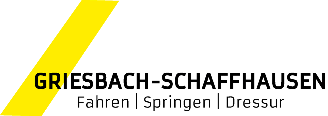 GRIESBACH-SCHAFFHAUSEN
Fahren | Springen | Dressur